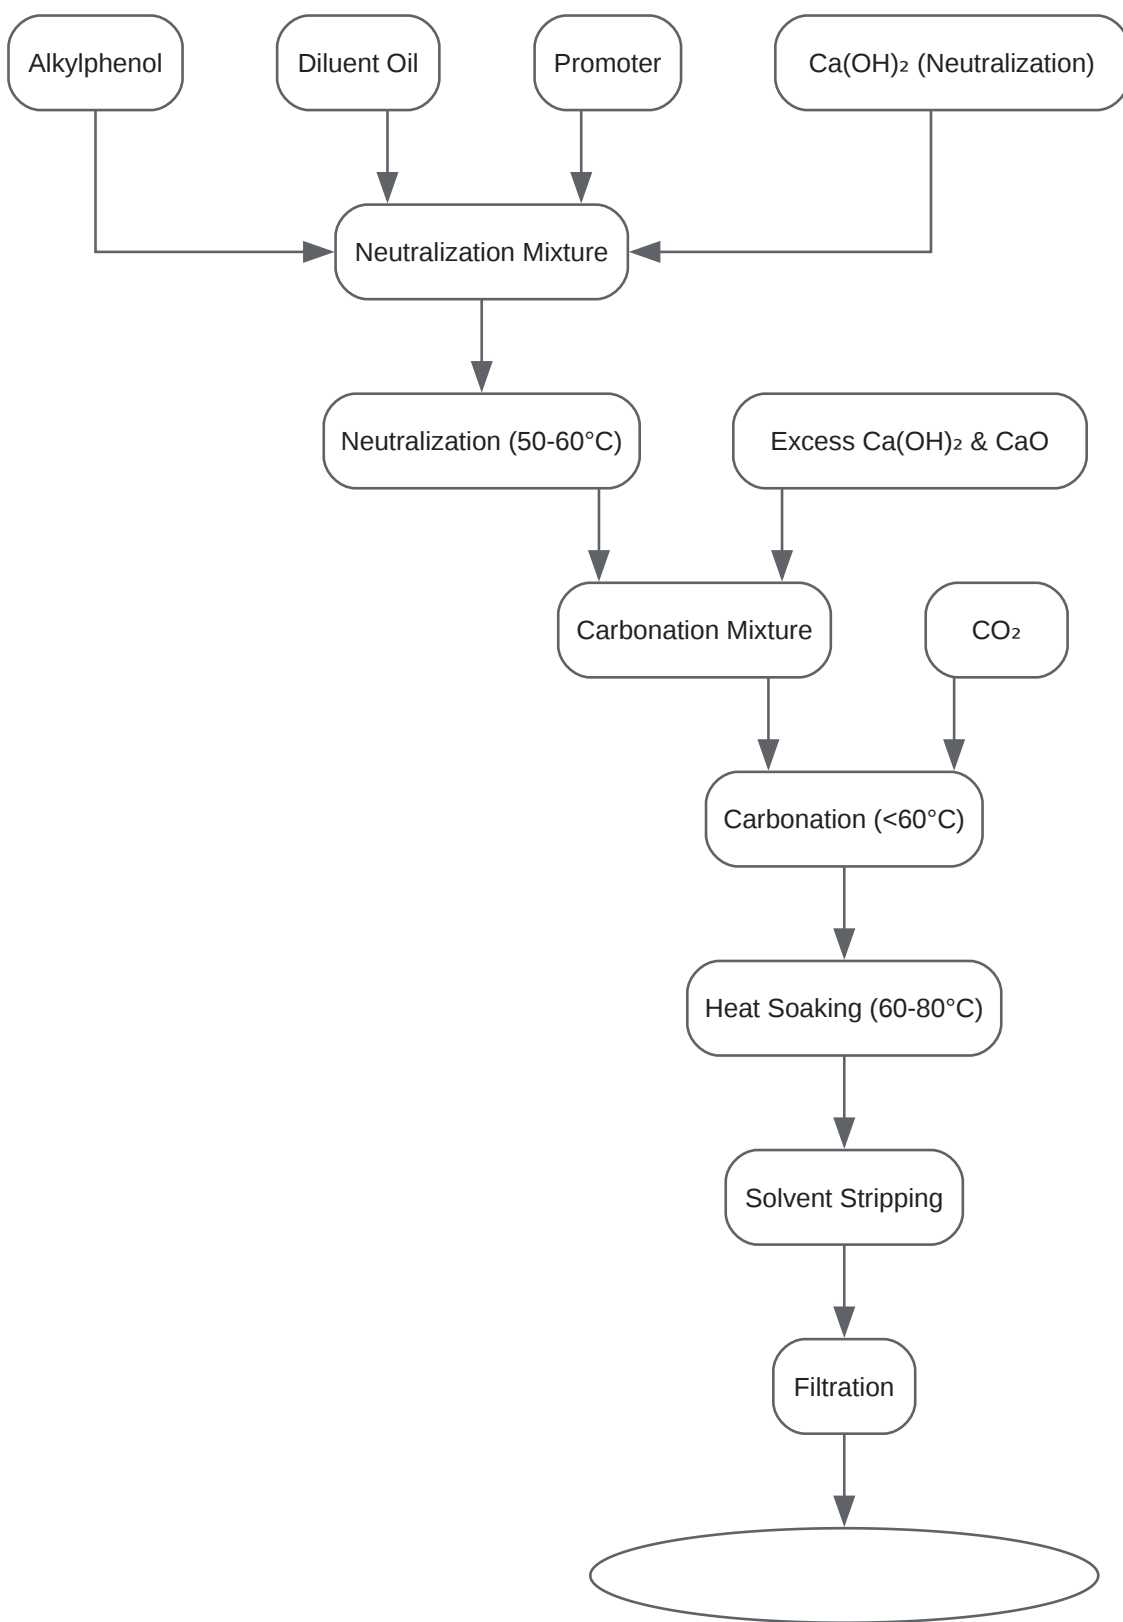 Alkylphenol
Diluent Oil
Promoter
Ca(OH)₂ (Neutralization)
Neutralization Mixture
Neutralization (50-60°C)
Excess Ca(OH)₂ & CaO
Carbonation Mixture
CO₂
Carbonation (<60°C)
Heat Soaking (60-80°C)
Solvent Stripping
Filtration